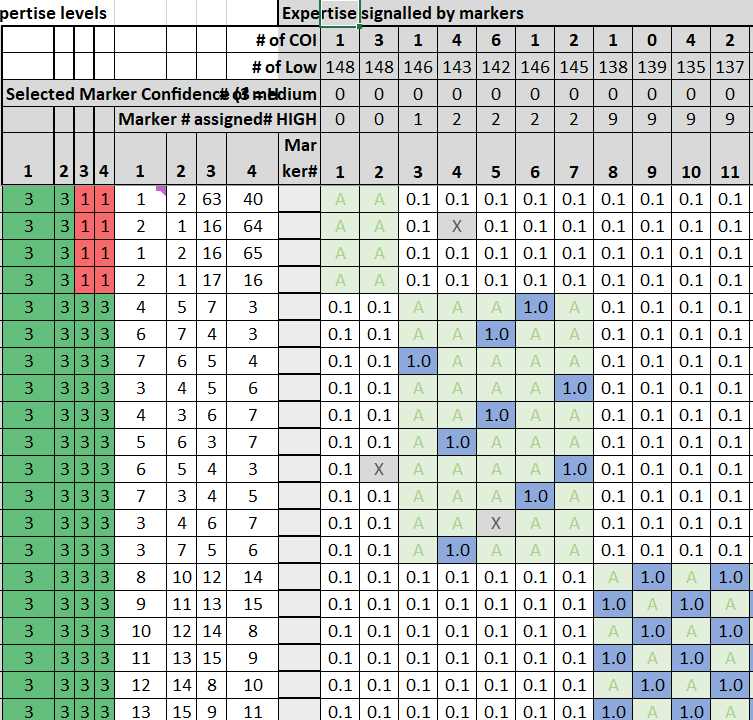 pertise levels Expertise signalled by markers
# of COI 1 3 1 4 6 1 2 1 0 4 2
# of Low 148 148 146 143 142 146 145 138 139 135 137
Selected Marker Confidence medium 0 0 0 0 0 0 0 0 0 0 0
Marker # assigned # HIGH 0 0 1 2 2 2 2 9 9 9 9
Mar
1 2 3 4 1 2 3 4 ker# 1 2 3 4 5 6 7 8 9 10 11
3 3 1 1 1 2 63 40 A A 0.1 0.1 0.1 0.1 0.1 0.1 0.1 0.1 0.1
3 3 1 1 2 1 16 64 A A 0.1 X 0.1 0.1 0.1 0.1 0.1 0.1 0.1
3 3 1 1 1 2 16 65 A A 0.1 0.1 0.1 0.1 0.1 0.1 0.1 0.1 0.1
3 3 1 1 2 1 17 16 A A 0.1 0.1 0.1 0.1 0.1 0.1 0.1 0.1 0.1
3 3 3 3 4 5 7 3 0.1 0.1 A A A 1.0 A 0.1 0.1 0.1 0.1
3 3 3 3 6 7 4 3 0.1 0.1 A A 1.0 A A 0.1 0.1 0.1 0.1
3 3 3 3 7 6 5 4 0.1 0.1 1.0 A A A A 0.1 0.1 0.1 0.1
3 3 3 3 3 4 5 6 0.1 0.1 A A A A 1.0 0.1 0.1 0.1 0.1
3 3 3 3 4 3 6 7 0.1 0.1 A A 1.0 A A 0.1 0.1 0.1 0.1
3 3 3 3 5 6 3 7 0.1 0.1 A 1.0 A A A 0.1 0.1 0.1 0.1
3 3 3 3 6 5 4 3 0.1 X A A A A 1.0 0.1 0.1 0.1 0.1
3 3 3 3 7 3 4 5 0.1 0.1 A A A 1.0 A 0.1 0.1 0.1 0.1
3 3 3 3 3 4 6 7 0.1 0.1 A A X A A 0.1 0.1 0.1 0.1
3 3 3 3 3 7 5 6 0.1 0.1 A 1.0 A A A 0.1 0.1 0.1 0.1
3 3 3 3 8 10 12 14 0.1 0.1 0.1 0.1 0.1 0.1 0.1 A 1.0 A 1.0
3 3 3 3 9 11 13 15 0.1 0.1 0.1 0.1 0.1 0.1 0.1 1.0 A 1.0 A
3 3 3 3 10 12 14 8 0.1 0.1 0.1 0.1 0.1 0.1 0.1 A 1.0 A 1.0
3 3 3 3 11 13 15 9 0.1 0.1 0.1 0.1 0.1 0.1 0.1 1.0 A 1.0 A
3 3 3 3 12 14 8 10 0.1 0.1 0.1 0.1 0.1 0.1 0.1 A 1.0 A 1.0
3 3 3 3 13 15 9 11 0.1 0.1 0.1 0.1 0.1 0.1 0.1 1.0 A 1.0 A